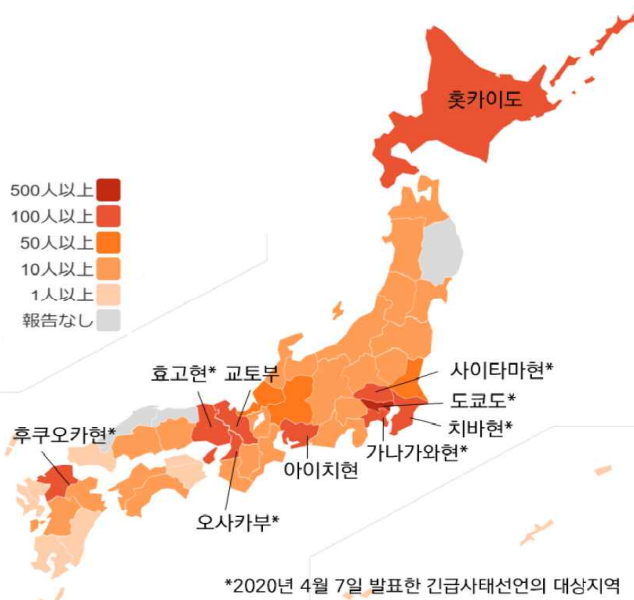 홋카이도
500人以上
100人以上
50人以上
10人以上
1人以上
報告なし
효고현* 교토부
사이타마현*
도쿄도*
치바현*
가나가와현*
후쿠오카현*
아이치현
오사카부*
*2020년 4월 7일 발표한 긴급사태선언의 대상지역